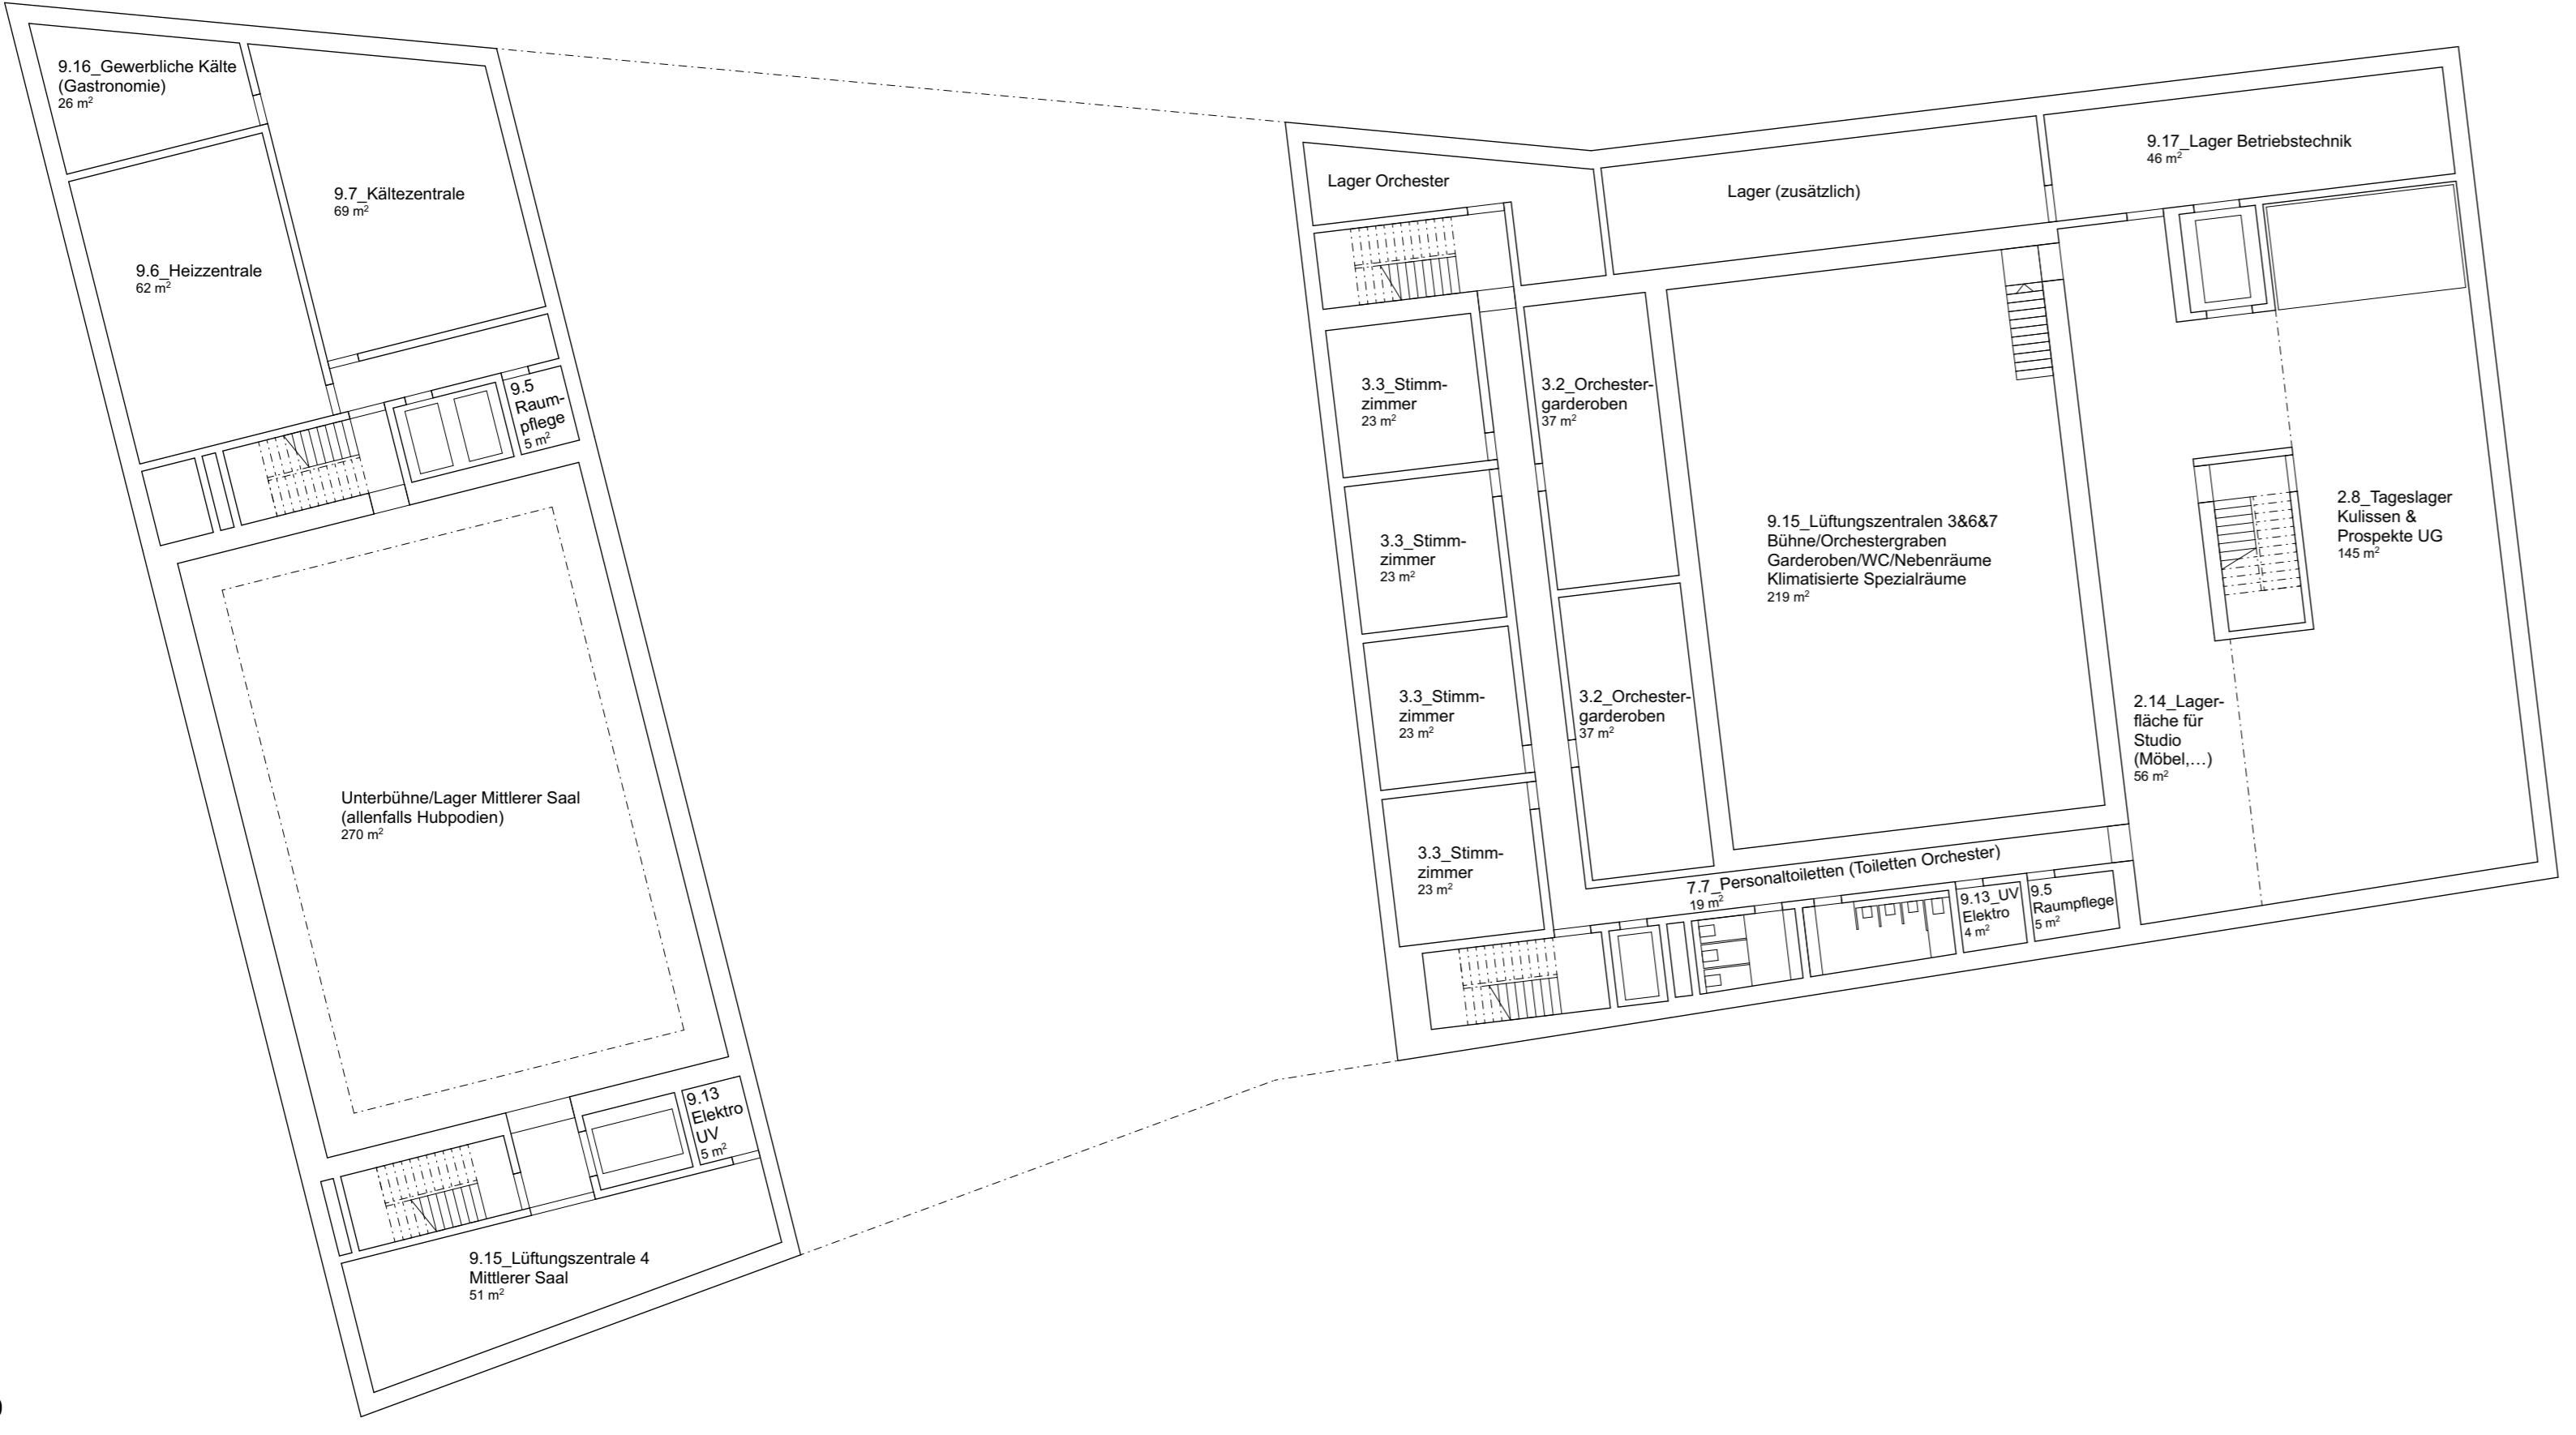 9.16_Gewerbliche Kälte
(Gastronomie)
26 m²
9.7_Kältezentrale
69 m²
9.6_Heizzentrale
62 m²
9.5
Raum-
pflege
5 m²
Unterbühne/Lager Mittlerer Saal
(allenfalls Hubpodien)
270 m²
9.13
Elektro
UV
5 m²
9.15_Lüftungszentrale 4
Mittlerer Saal
51 m²
Lager Orchester
Lager (zusätzlich)
9.17_Lager Betriebstechnik
46 m²
3.3_Stimm-
zimmer
23 m²
3.2_Orchester-
garderoben
37 m²
3.3_Stimm-
zimmer
23 m²
9.15_Lüftungszentralen 3&6&7
Bühne/Orchestergraben
Garderoben/WC/Nebenräume
Klimatisierte Spezialräume
219 m²
2.8_Tageslager
Kulissen &
Prospekte UG
145 m²
3.3_Stimm-
zimmer
23 m²
3.2_Orchester-
garderoben
37 m²
2.14_Lager-
fläche für
Studio
(Möbel,…)
56 m²
3.3_Stimm-
zimmer
23 m²
7.7_Personaltoiletten (Toiletten Orchester)
19 m²
9.13_UV
Elektro
4 m²
9.5
Raumpflege
5 m²